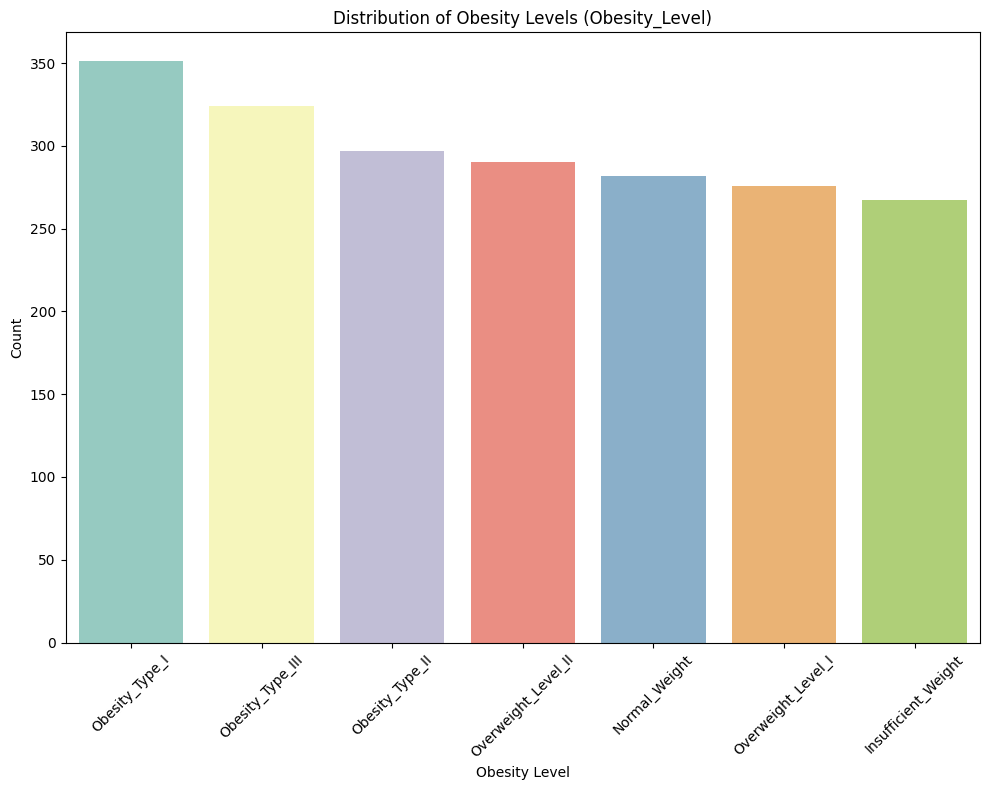 Distribution of Obesity Levels (Obesity_Level)
350
300
250
200
150
100
50
0
Count
Obesity_Type_I
Obesity_Type_III
Obesity_Type_II
Overweight_Level_II
Normal_Weight
Overweight_Level_I
Insufficient_Weight
Obesity Level